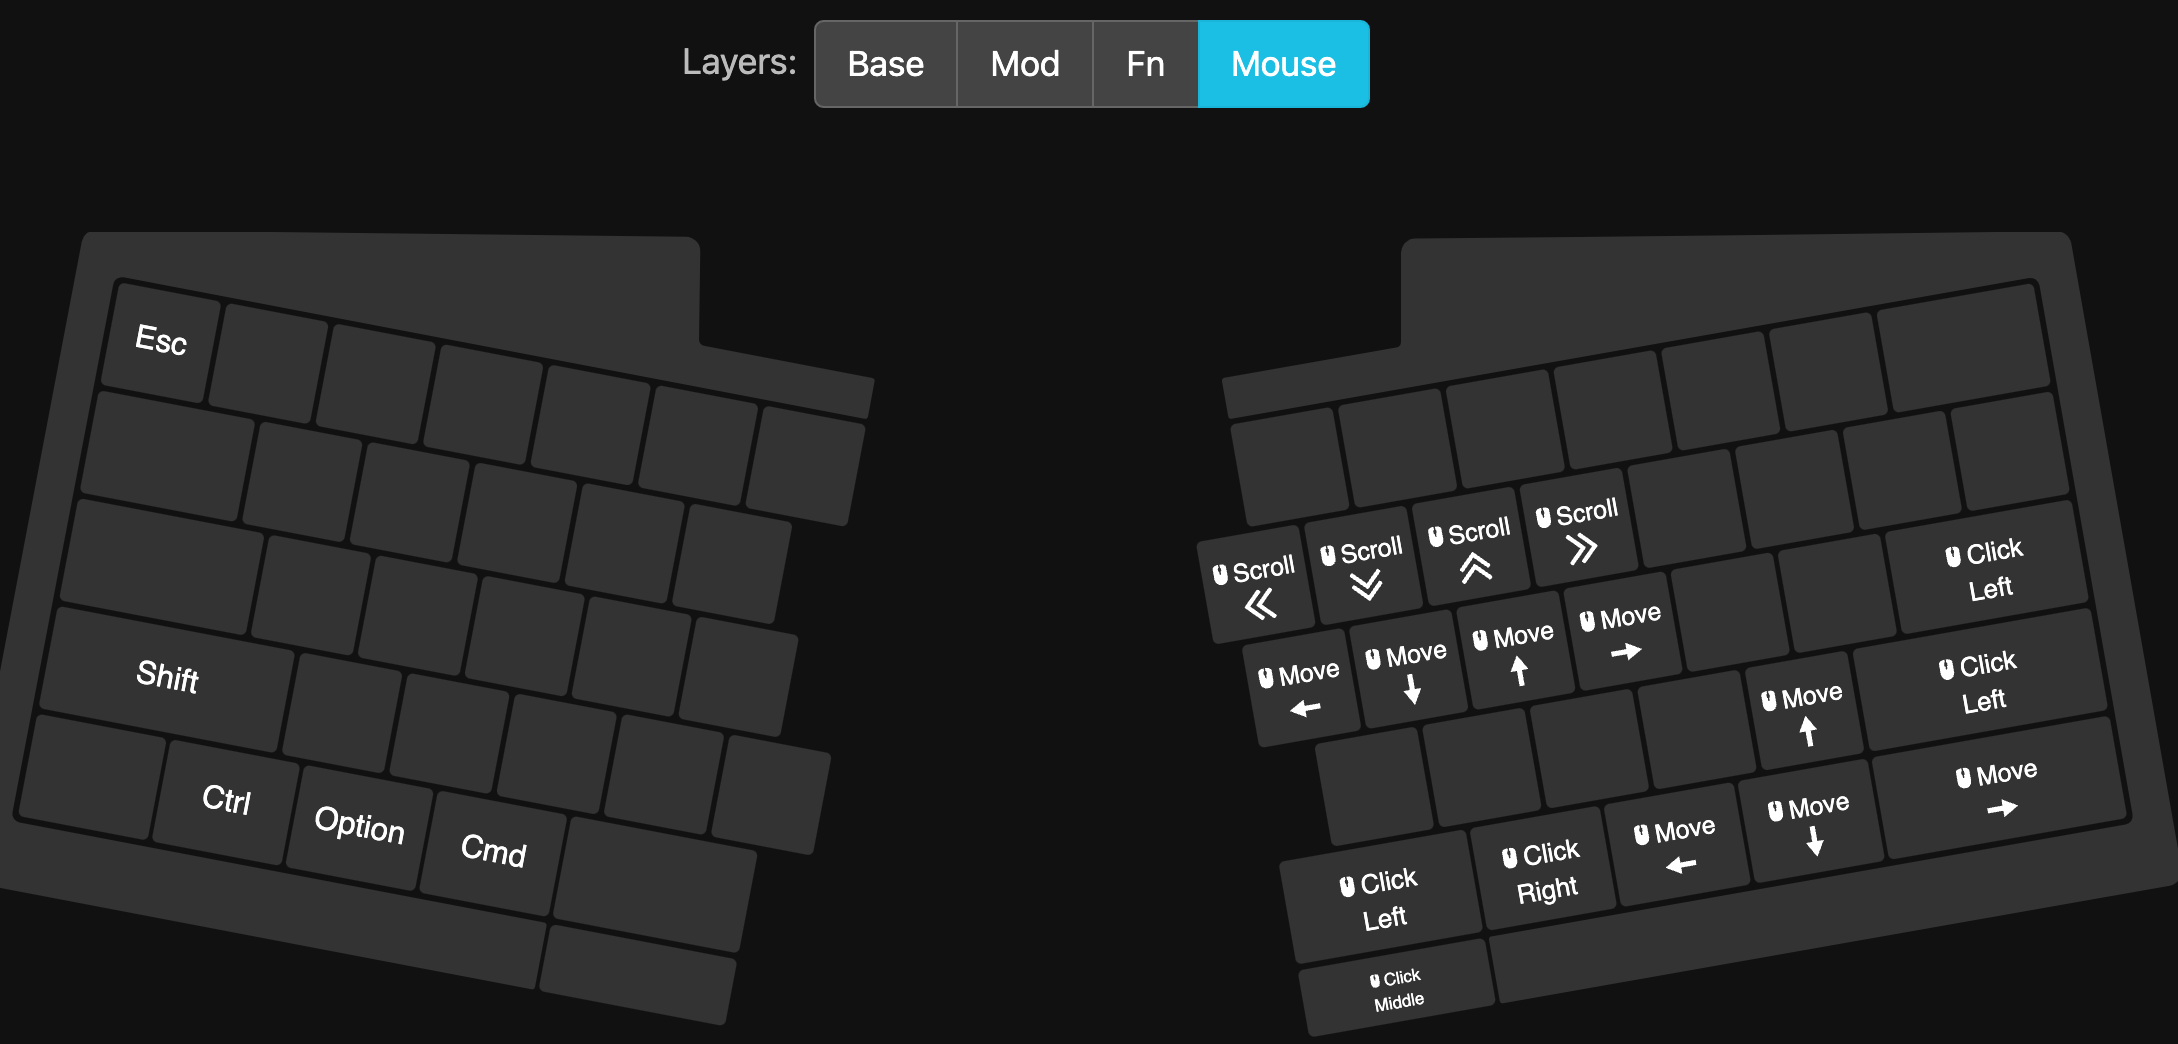 Layers: Base Mod Fn Mouse
Esc
Scroll
Scroll
Scroll
Scroll
Click
Left
Move
Move
Move
Move
Shift
Move
Click
Left
Ctrl
Option
Cmd
Click
Left
Click
Right
Move
Move
Move
Click
Middle